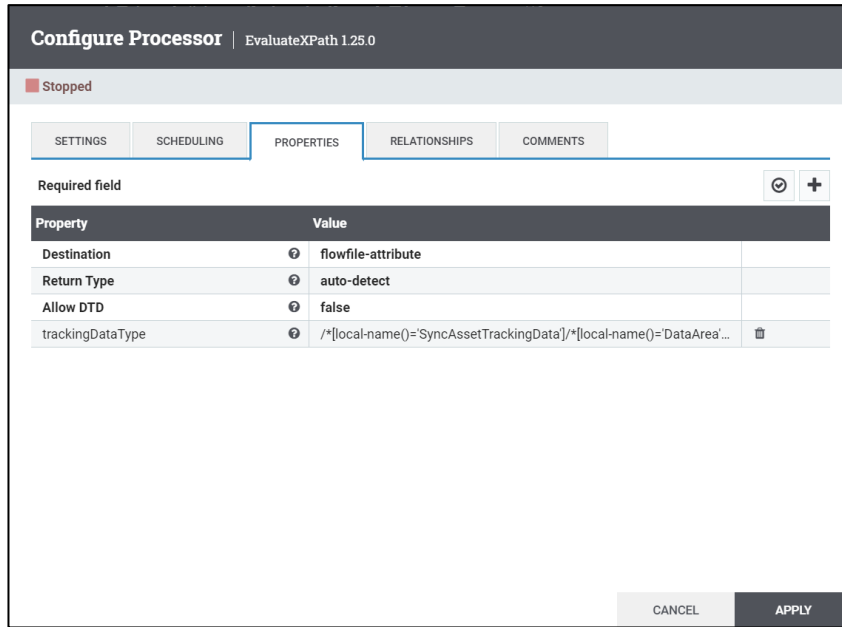 Configure Processor | EvaluateXPath 1.25.0
Stopped
SETTINGS SCHEDULING PROPERTIES RELATIONSHIPS COMMENTS
Required field
Property Value
Destination flowfile-attribute
Return Type auto-detect
Allow DTD false
trackingDataType /*[local-name()='SyncAssetTrackingData']/*[local-name()='DataArea'...
CANCEL APPLY